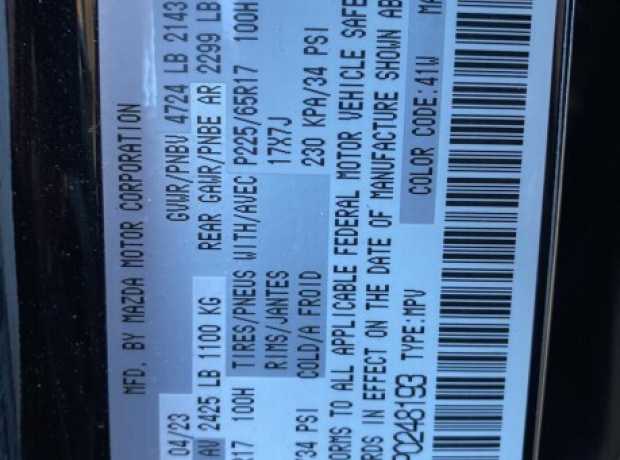 MFD. BY MAZDA MOTOR CORPORATION
04/23 GVWR/PNBV 4724 LB 2143
AV 2425 LB 1100 KG REAR GAWR/PNBE AR 2299 LB
R17 100H TIRES/PNEUS WITH/AVEC P225/65R17 100H
RIMS/JANTES 17X7J
/34 PSI COLD/A FROID 230 KPA/34 PSI
ORMS TO ALL APPLICABLE FEDERAL MOTOR VEHICLE SAFE
RDS IN EFFECT ON THE DATE OF MANUFACTURE SHOWN AB
P0248193 TYPE:MPV COLOR CODE:41W MA